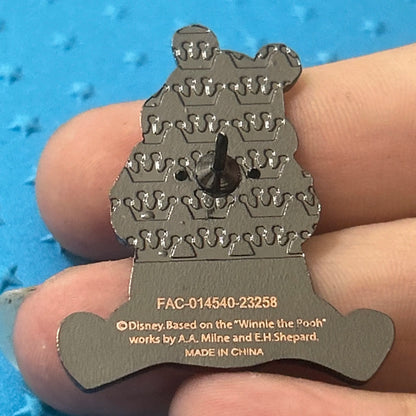 FAC-014540-23258
©Disney.Based on the "Winnie the Pooh"
works by A.A. Milne and E.H.Shepard.
MADE IN CHINA